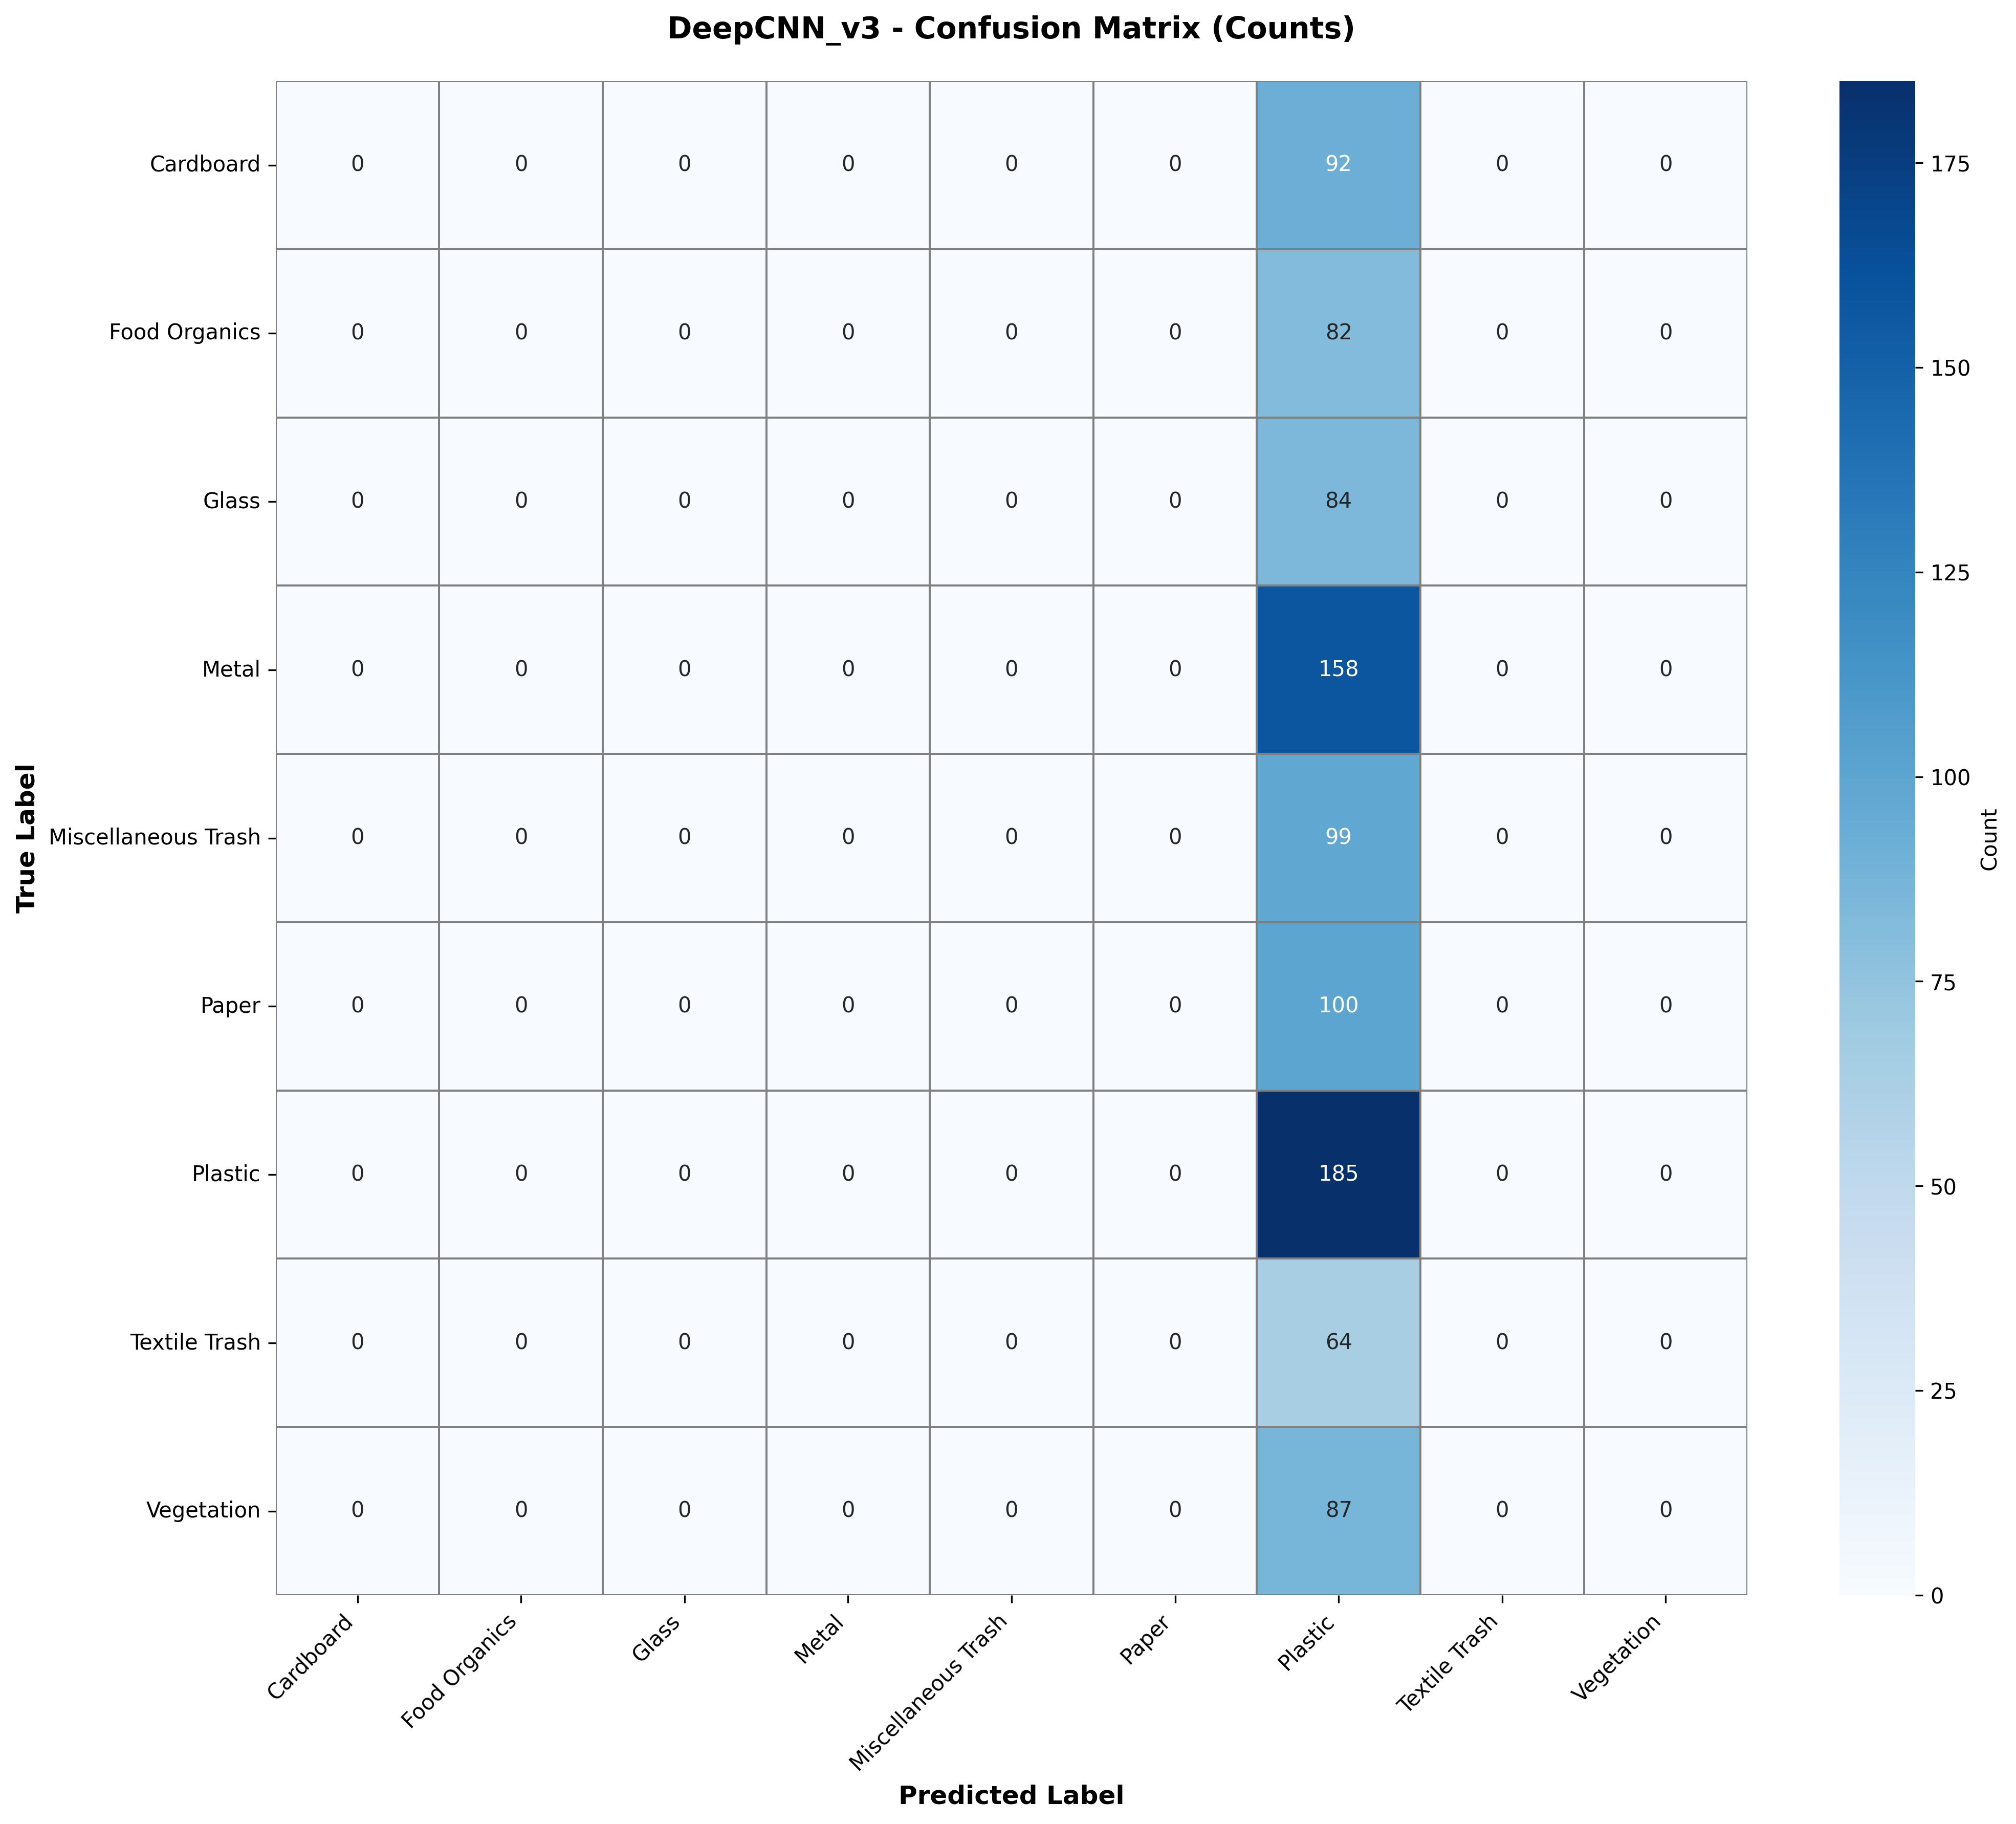 DeepCNN_v3 - Confusion Matrix (Counts)
Cardboard 0 0 0 0 0 0 92 0 0
Food Organics 0 0 0 0 0 0 82 0 0
Glass 0 0 0 0 0 0 84 0 0
Metal 0 0 0 0 0 0 158 0 0
Miscellaneous Trash 0 0 0 0 0 0 99 0 0
Paper 0 0 0 0 0 0 100 0 0
Plastic 0 0 0 0 0 0 185 0 0
Textile Trash 0 0 0 0 0 0 64 0 0
Vegetation 0 0 0 0 0 0 87 0 0
True Label
Cardboard
Food Organics
Glass
Metal
Miscellaneous Trash
Paper
Plastic
Textile Trash
Vegetation
Predicted Label
175
150
125
100
75
50
25
0
Count